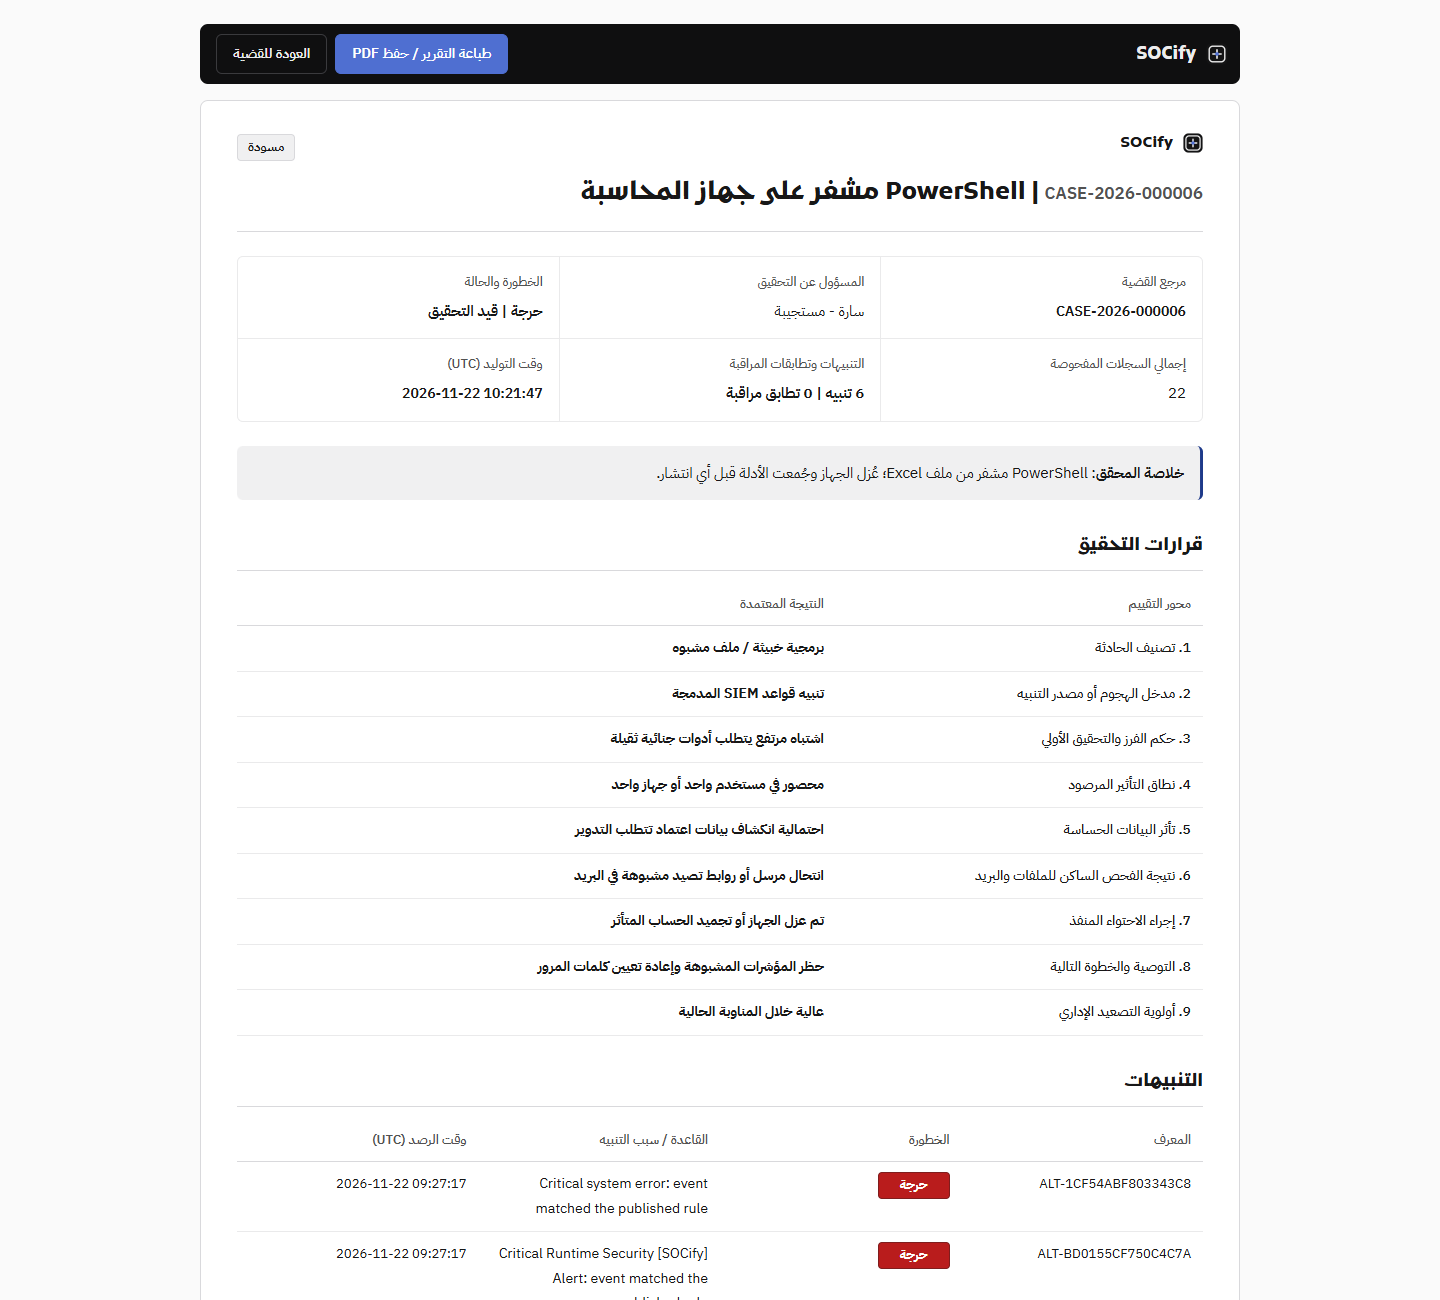 SOCify
طباعة التقرير / حفظ PDF
العودة للقضية
SOCify
مسودة
CASE-2026-000006 | PowerShell مشفر على جهاز المحاسبة
مرجع القضية
CASE-2026-000006
المسؤول عن التحقيق
سارة - مستجيبة
الخطورة والحالة
حرجة | قيد التحقيق
إجمالي السجلات المفحوصة
22
التنبيهات وتطابقات المراقبة
6 تنبيه | 0 تطابق مراقبة
وقت التوليد (UTC)
2026-11-22 10:21:47
خلاصة المحقق: PowerShell مشفر من ملف Excel؛ عُزل الجهاز وجُمعت الأدلة قبل أي انتشار.
قرارات التحقيق
محور التقييم	النتيجة المعتمدة
1. تصنيف الحادثة	برمجية خبيثة / ملف مشبوه
2. مدخل الهجوم أو مصدر التنبيه	تنبيه قواعد SIEM المدمجة
3. حكم الفرز والتحقيق الأولي	اشتباه مرتفع يتطلب أدوات جنائية ثقيلة
4. نطاق التأثير المرصود	محصور في مستخدم واحد أو جهاز واحد
5. تأثر البيانات الحساسة	احتمالية انكشاف بيانات اعتماد تتطلب التدوير
6. نتيجة الفحص الساكن للملفات والبريد	انتحال مرسل أو روابط تصيد مشبوهة في البريد
7. إجراء الاحتواء المنفذ	تم عزل الجهاز أو تجميد الحساب المتأثر
8. التوصية والخطوة التالية	حظر المؤشرات المشبوهة وإعادة تعيين كلمات المرور
9. أولوية التصعيد الإداري	عالية خلال المناوبة الحالية
التنبيهات
المعرف	الخطورة	القاعدة / سبب التنبيه	وقت الرصد (UTC)
ALT-1CF54ABF803343C8	حرجة	Critical system error: event	2026-11-22 09:27:17
matched the published rule
ALT-BD0155CF750C4C7A	حرجة	Critical Runtime Security [SOCify]	2026-11-22 09:27:17
Alert: event matched the